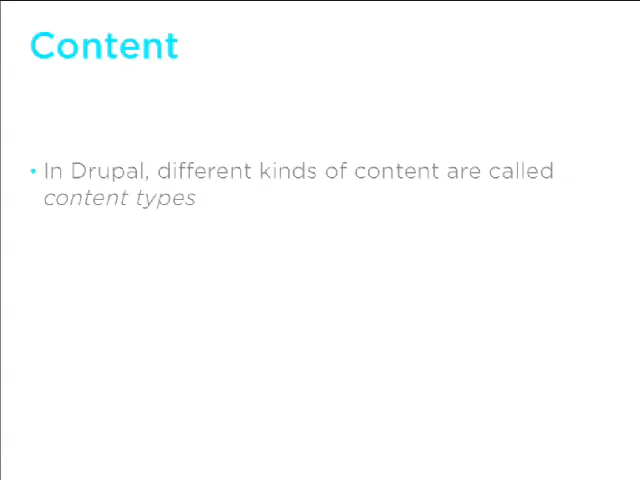 Content
• In Drupal, different kinds of content are called
content types